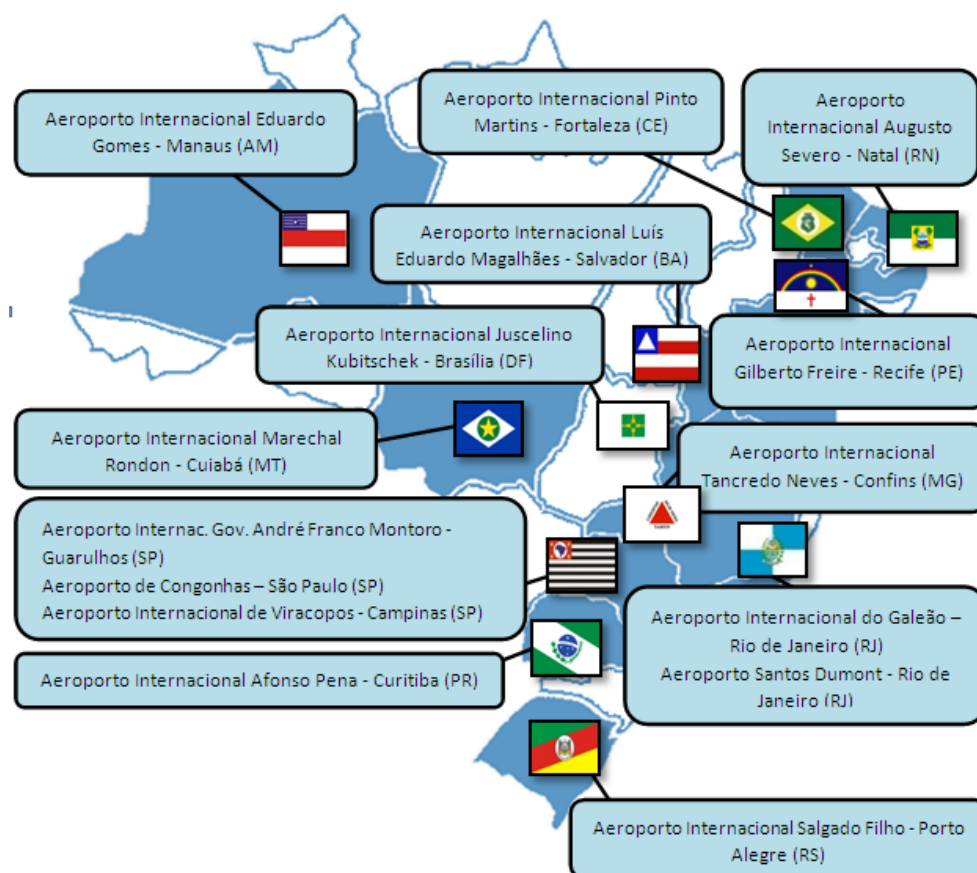 Aeroporto Internacional Eduardo
Gomes - Manaus (AM)
Aeroporto Internacional Pinto
Martins - Fortaleza (CE)
Aeroporto
Internacional Augusto
Severo - Natal (RN)
Aeroporto Internacional Luís
Eduardo Magalhães - Salvador (BA)
Aeroporto Internacional Juscelino
Kubitschek - Brasília (DF)
Aeroporto Internacional
Gilberto Freire - Recife (PE)
Aeroporto Internacional Marechal
Rondon - Cuiabá (MT)
Aeroporto Internacional
Tancredo Neves - Confins (MG)
Aeroporto Internac. Gov. André Franco Montoro -
Guarulhos (SP)
Aeroporto de Congonhas – São Paulo (SP)
Aeroporto Internacional de Viracopos - Campinas (SP)
Aeroporto Internacional do Galeão –
Rio de Janeiro (RJ)
Aeroporto Santos Dumont - Rio de
Janeiro (RJ)
Aeroporto Internacional Afonso Pena - Curitiba (PR)
Aeroporto Internacional Salgado Filho - Porto
Alegre (RS)